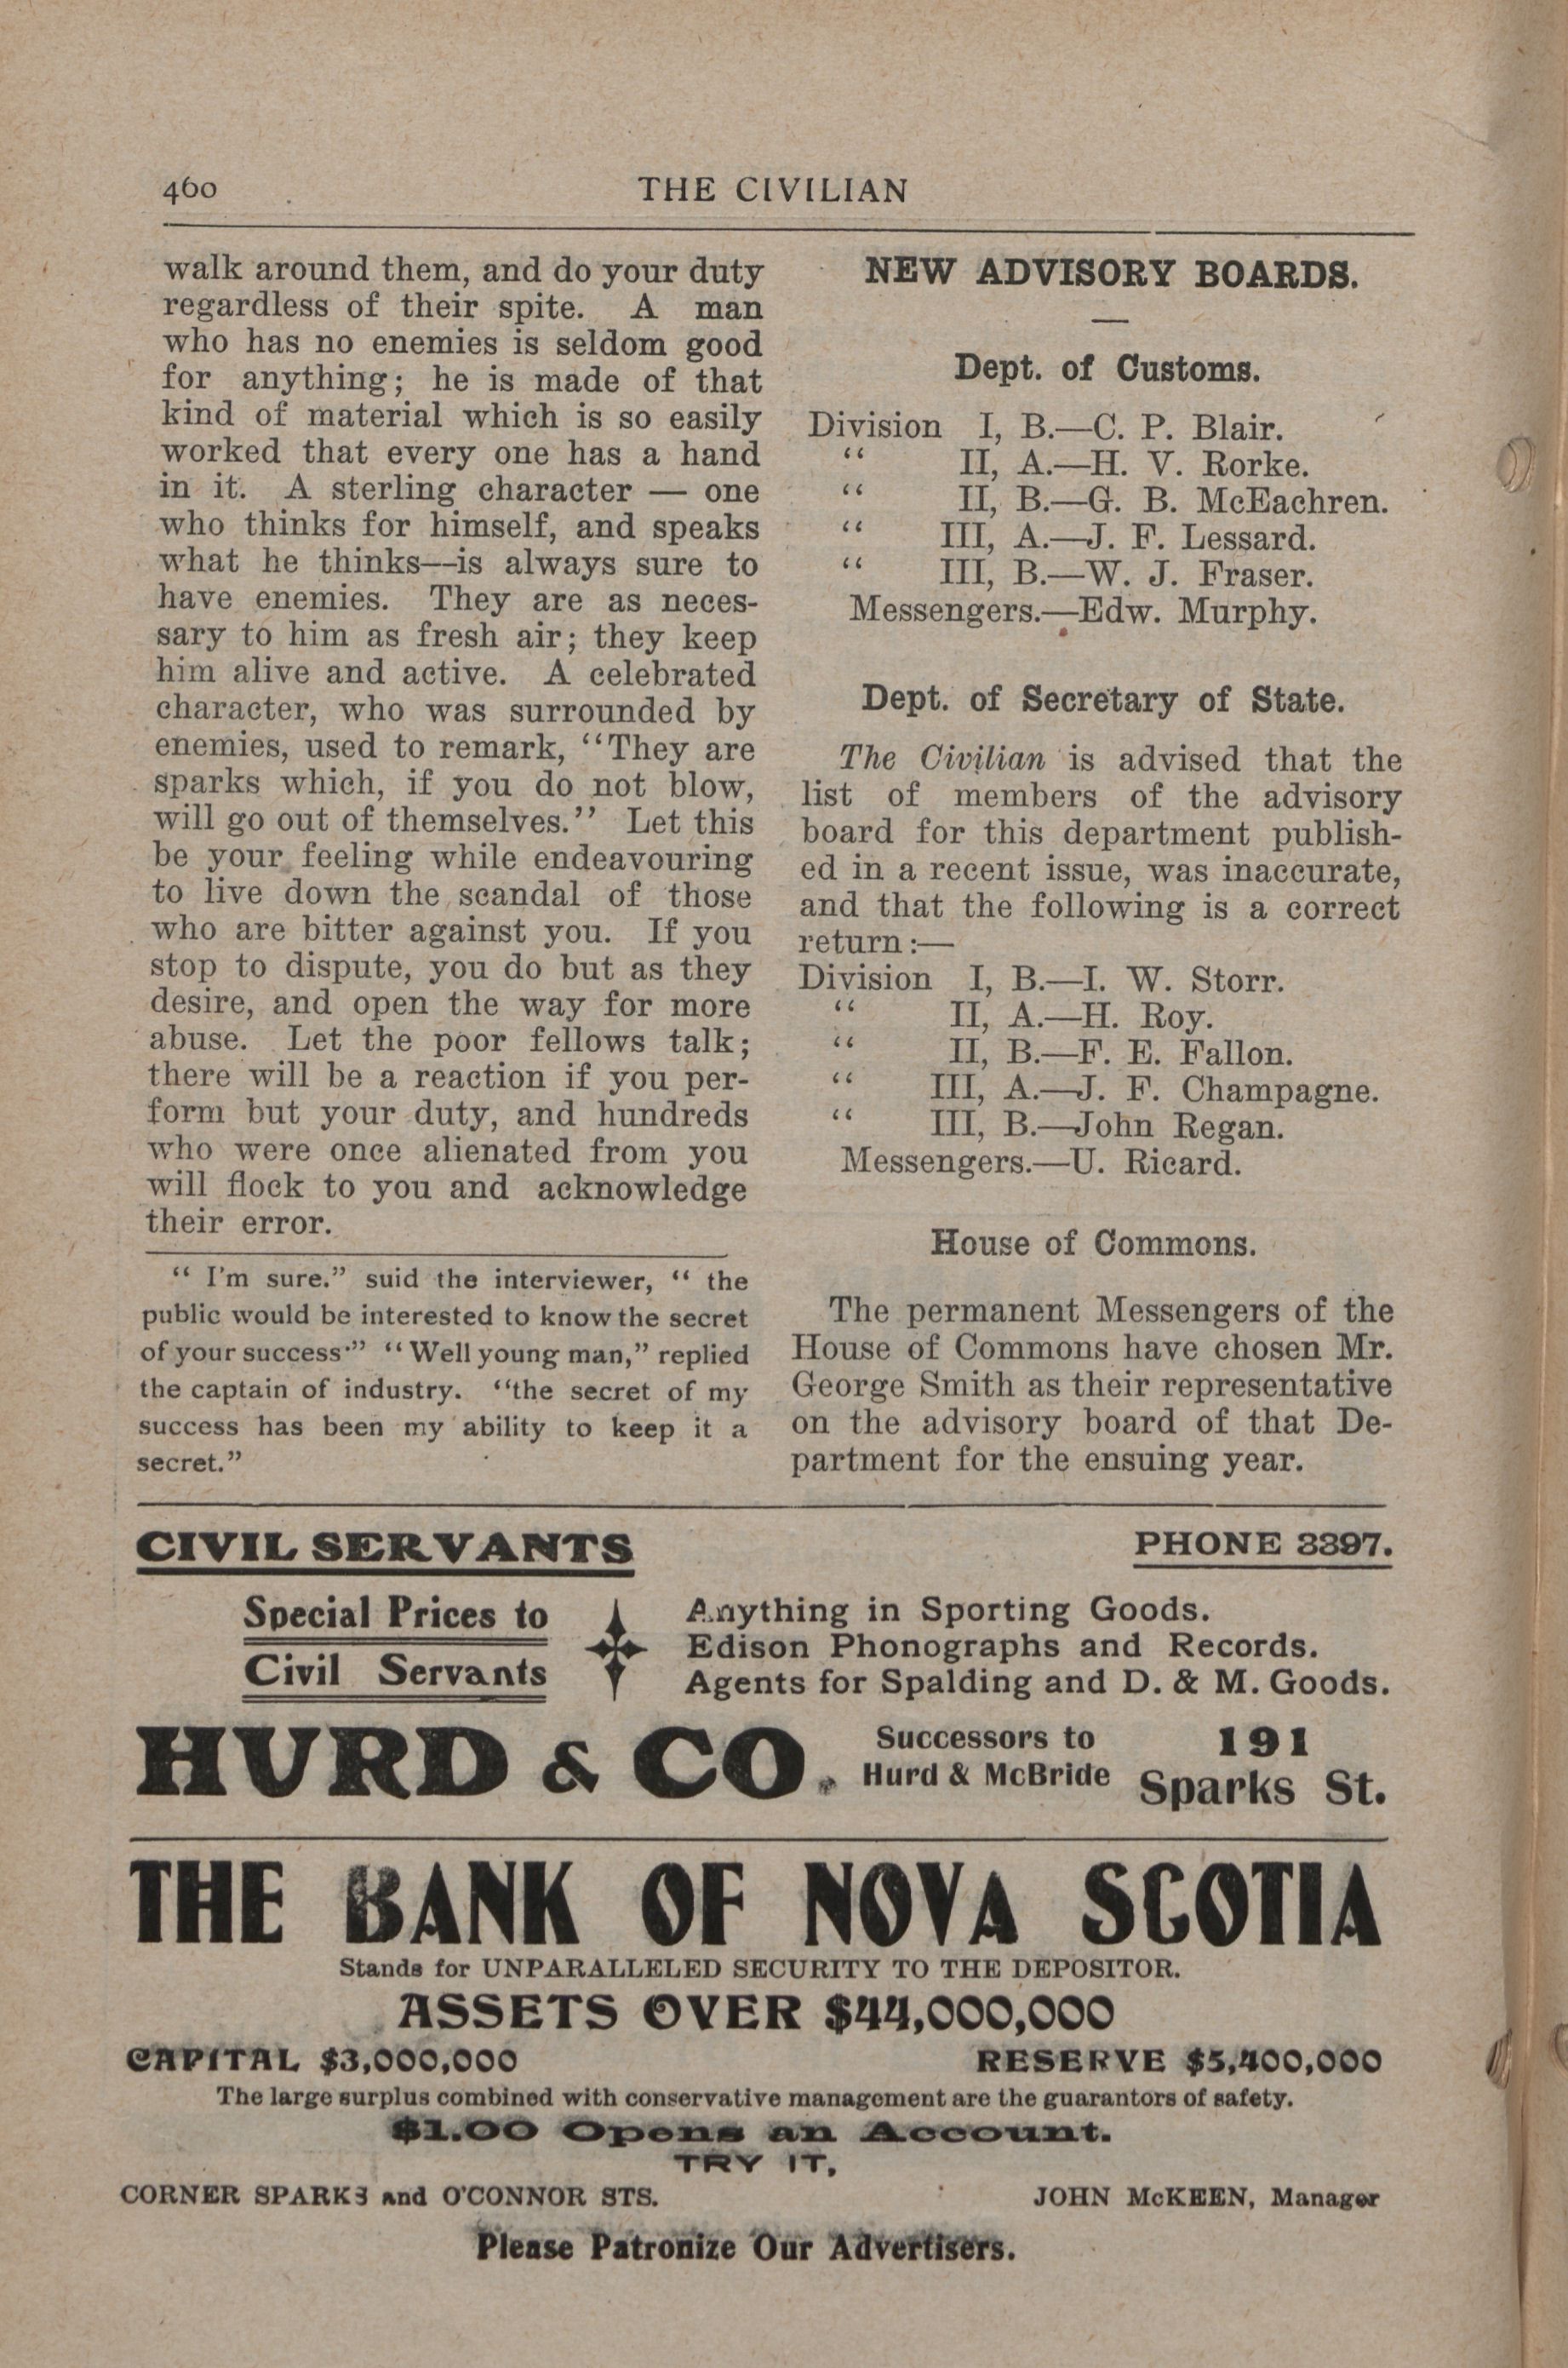 460
THE CIVILIAN
walk around them, and do your duty
regardless of their spite. A man
who has no enemies is seldom good
for anything; he is made of that
kind of material which is so easily
worked that every one has a hand
in it. A sterling character — one
who thinks for himself, and speaks
what he thinks—is always sure to
have enemies. They are as neces-
sary to him as fresh air; they keep
him alive and active. A celebrated
character, who was surrounded by
enemies, used to remark, “They are
sparks which, if you do not blow,
will go out of themselves.” Let this
be your feeling while endeavouring
to live down the scandal of those
who are bitter against you. If you
stop to dispute, you do but as they
desire, and open the way for more
abuse. Let the poor fellows talk;
there will be a reaction if you per-
form but your duty, and hundreds
who were once alienated from you
will flock to you and acknowledge
their error.
“ I'm sure.” suid the interviewer, “ the
public would be interested to know the secret
of your success·” “ Well young man,” replied
the captain of industry. “the secret of my
success has been my ability to keep it a
secret.”
NEW ADVISORY BOARDS.
Dept. of Customs.
Division I, B.—C. P. Blair.
“ II, A.—H. V. Rorke.
“ II, B.—G. B. McEachren.
“ III, A.—J. F. Lessard.
“ III, B.—W. J. Fraser.
Messengers.—Edw. Murphy.
Dept. of Secretary of State.
The Civilian is advised that the
list of members of the advisory
board for this department publish-
ed in a recent issue, was inaccurate,
and that the following is a correct
return:—
Division I, B.—I. W. Storr.
“ II, A.—H. Roy.
“ II, B.—F. E. Fallon.
“ III, A.—J. F. Champagne.
“ III, B.—John Regan.
Messengers.—U. Ricard.
House of Commons.
The permanent Messengers of the
House of Commons have chosen Mr.
George Smith as their representative
on the advisory board of that De-
partment for the ensuing year.
CIVIL SERVANTS
PHONE 3397.
Special Prices to
Civil Servants
Anything in Sporting Goods.
Edison Phonographs and Records.
Agents for Spalding and D. & M. Goods.
HURD & CO.
Successors to
Hurd & McBride
191
Sparks St.
THE BANK OF NOVA SCOTIA
Stands for UNPARALLELED SECURITY TO THE DEPOSITOR.
ASSETS OVER $44,000,000
CAPITAL $3,000,000
RESERVE $5,400,000
The large surplus combined with conservative management are the guarantors of safety.
$1.00 Opens an Account.
TRY IT,
CORNER SPARKS and O'CONNOR STS.
JOHN McKEEN, Manager
Please Patronize Our Advertisers.